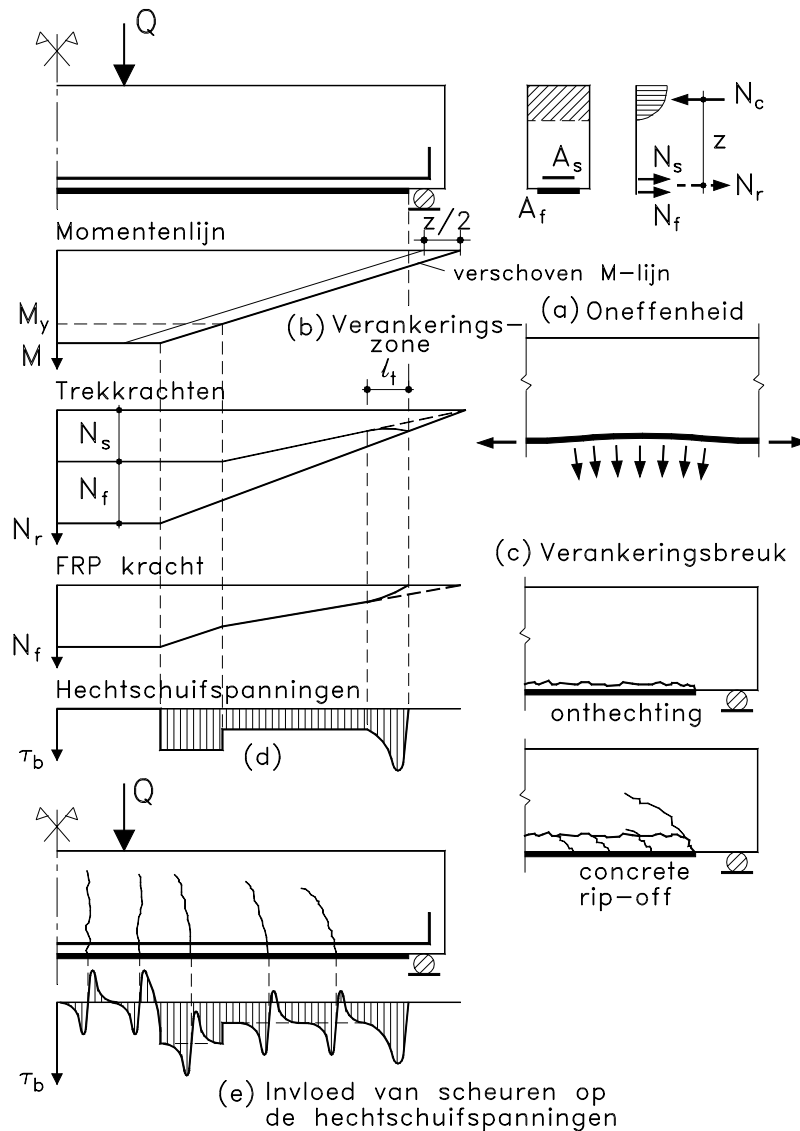 Q
N_c
z
A_s
N_s
N_r
A_f
N_f
z/2
Momentenlijn
verschoven M-lijn
M_y
M
(a) Oneffenheid
(b) Verankerings-
zone
l_t
Trekkrachten
N_s
N_f
N_r
(c) Verankeringsbreuk
FRP kracht
N_f
Hechtschuifspanningen
onthechting
τ_b
(d)
Q
concrete
rip-off
τ_b
(e) Invloed van scheuren op
de hechtschuifspanningen